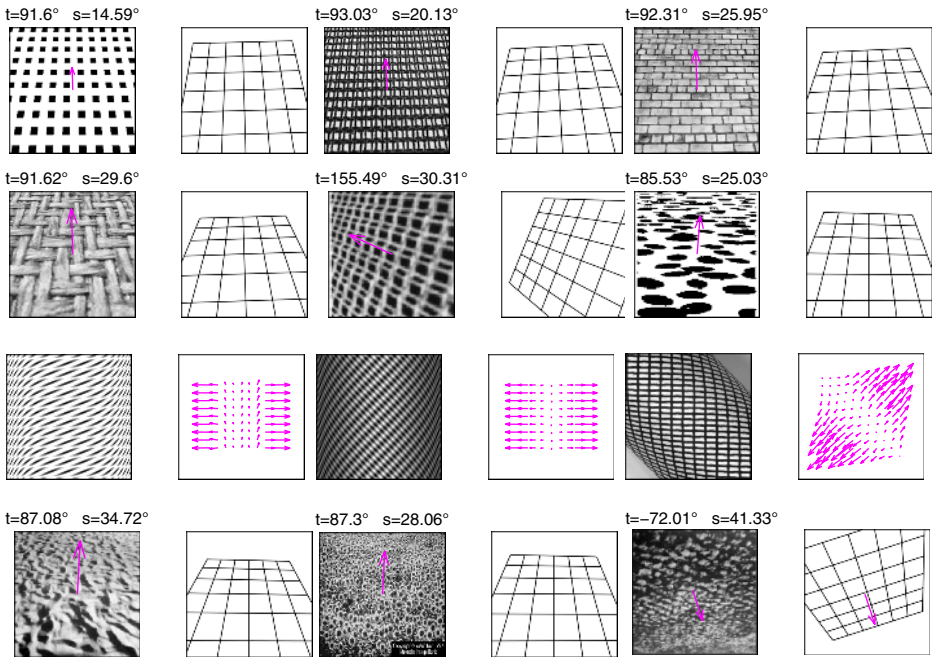 t=91.6° s=14.59°
t=93.03° s=20.13°
t=92.31° s=25.95°
t=91.62° s=29.6°
t=155.49° s=30.31°
t=85.53° s=25.03°
t=87.08° s=34.72°
t=87.3° s=28.06°
t=−72.01° s=41.33°